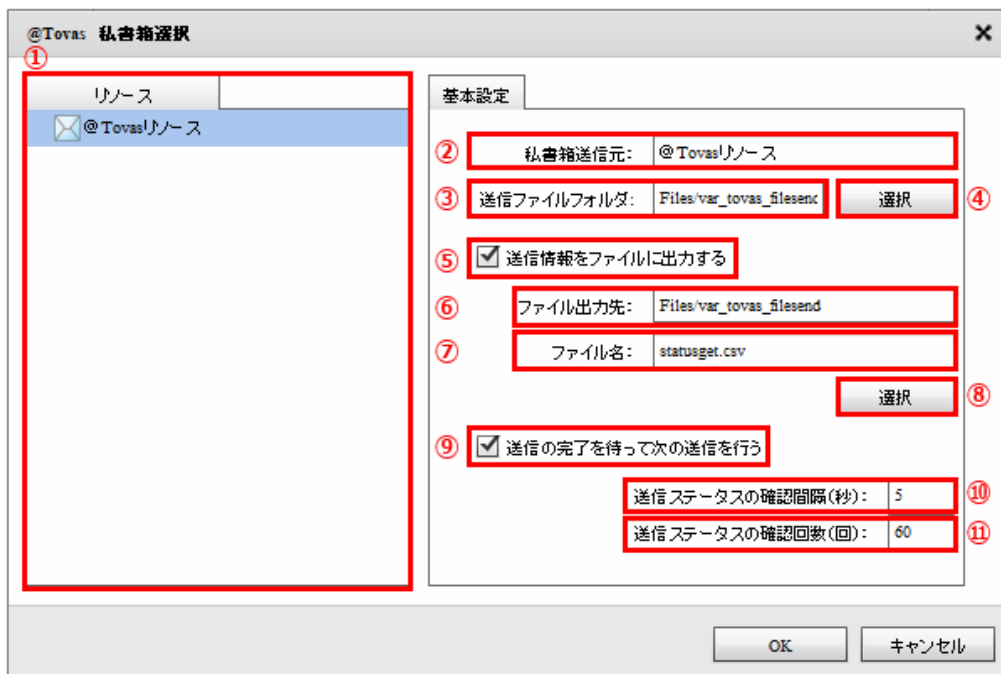 @Tovas 私書箱選択
①
リソース
@Tovasリソース
基本設定
② 私書箱送信元: @Tovasリソース
③ 送信ファイルフォルダ: Files/var_tovas_filesend 選択 ④
⑤ 送信情報をファイルに出力する
⑥ ファイル出力先: Files/var_tovas_filesend
⑦ ファイル名: statusget.csv
選択 ⑧
⑨ 送信の完了を待って次の送信を行う
送信ステータスの確認間隔(秒): 5 ⑩
送信ステータスの確認回数(回): 60 ⑪
OK キャンセル